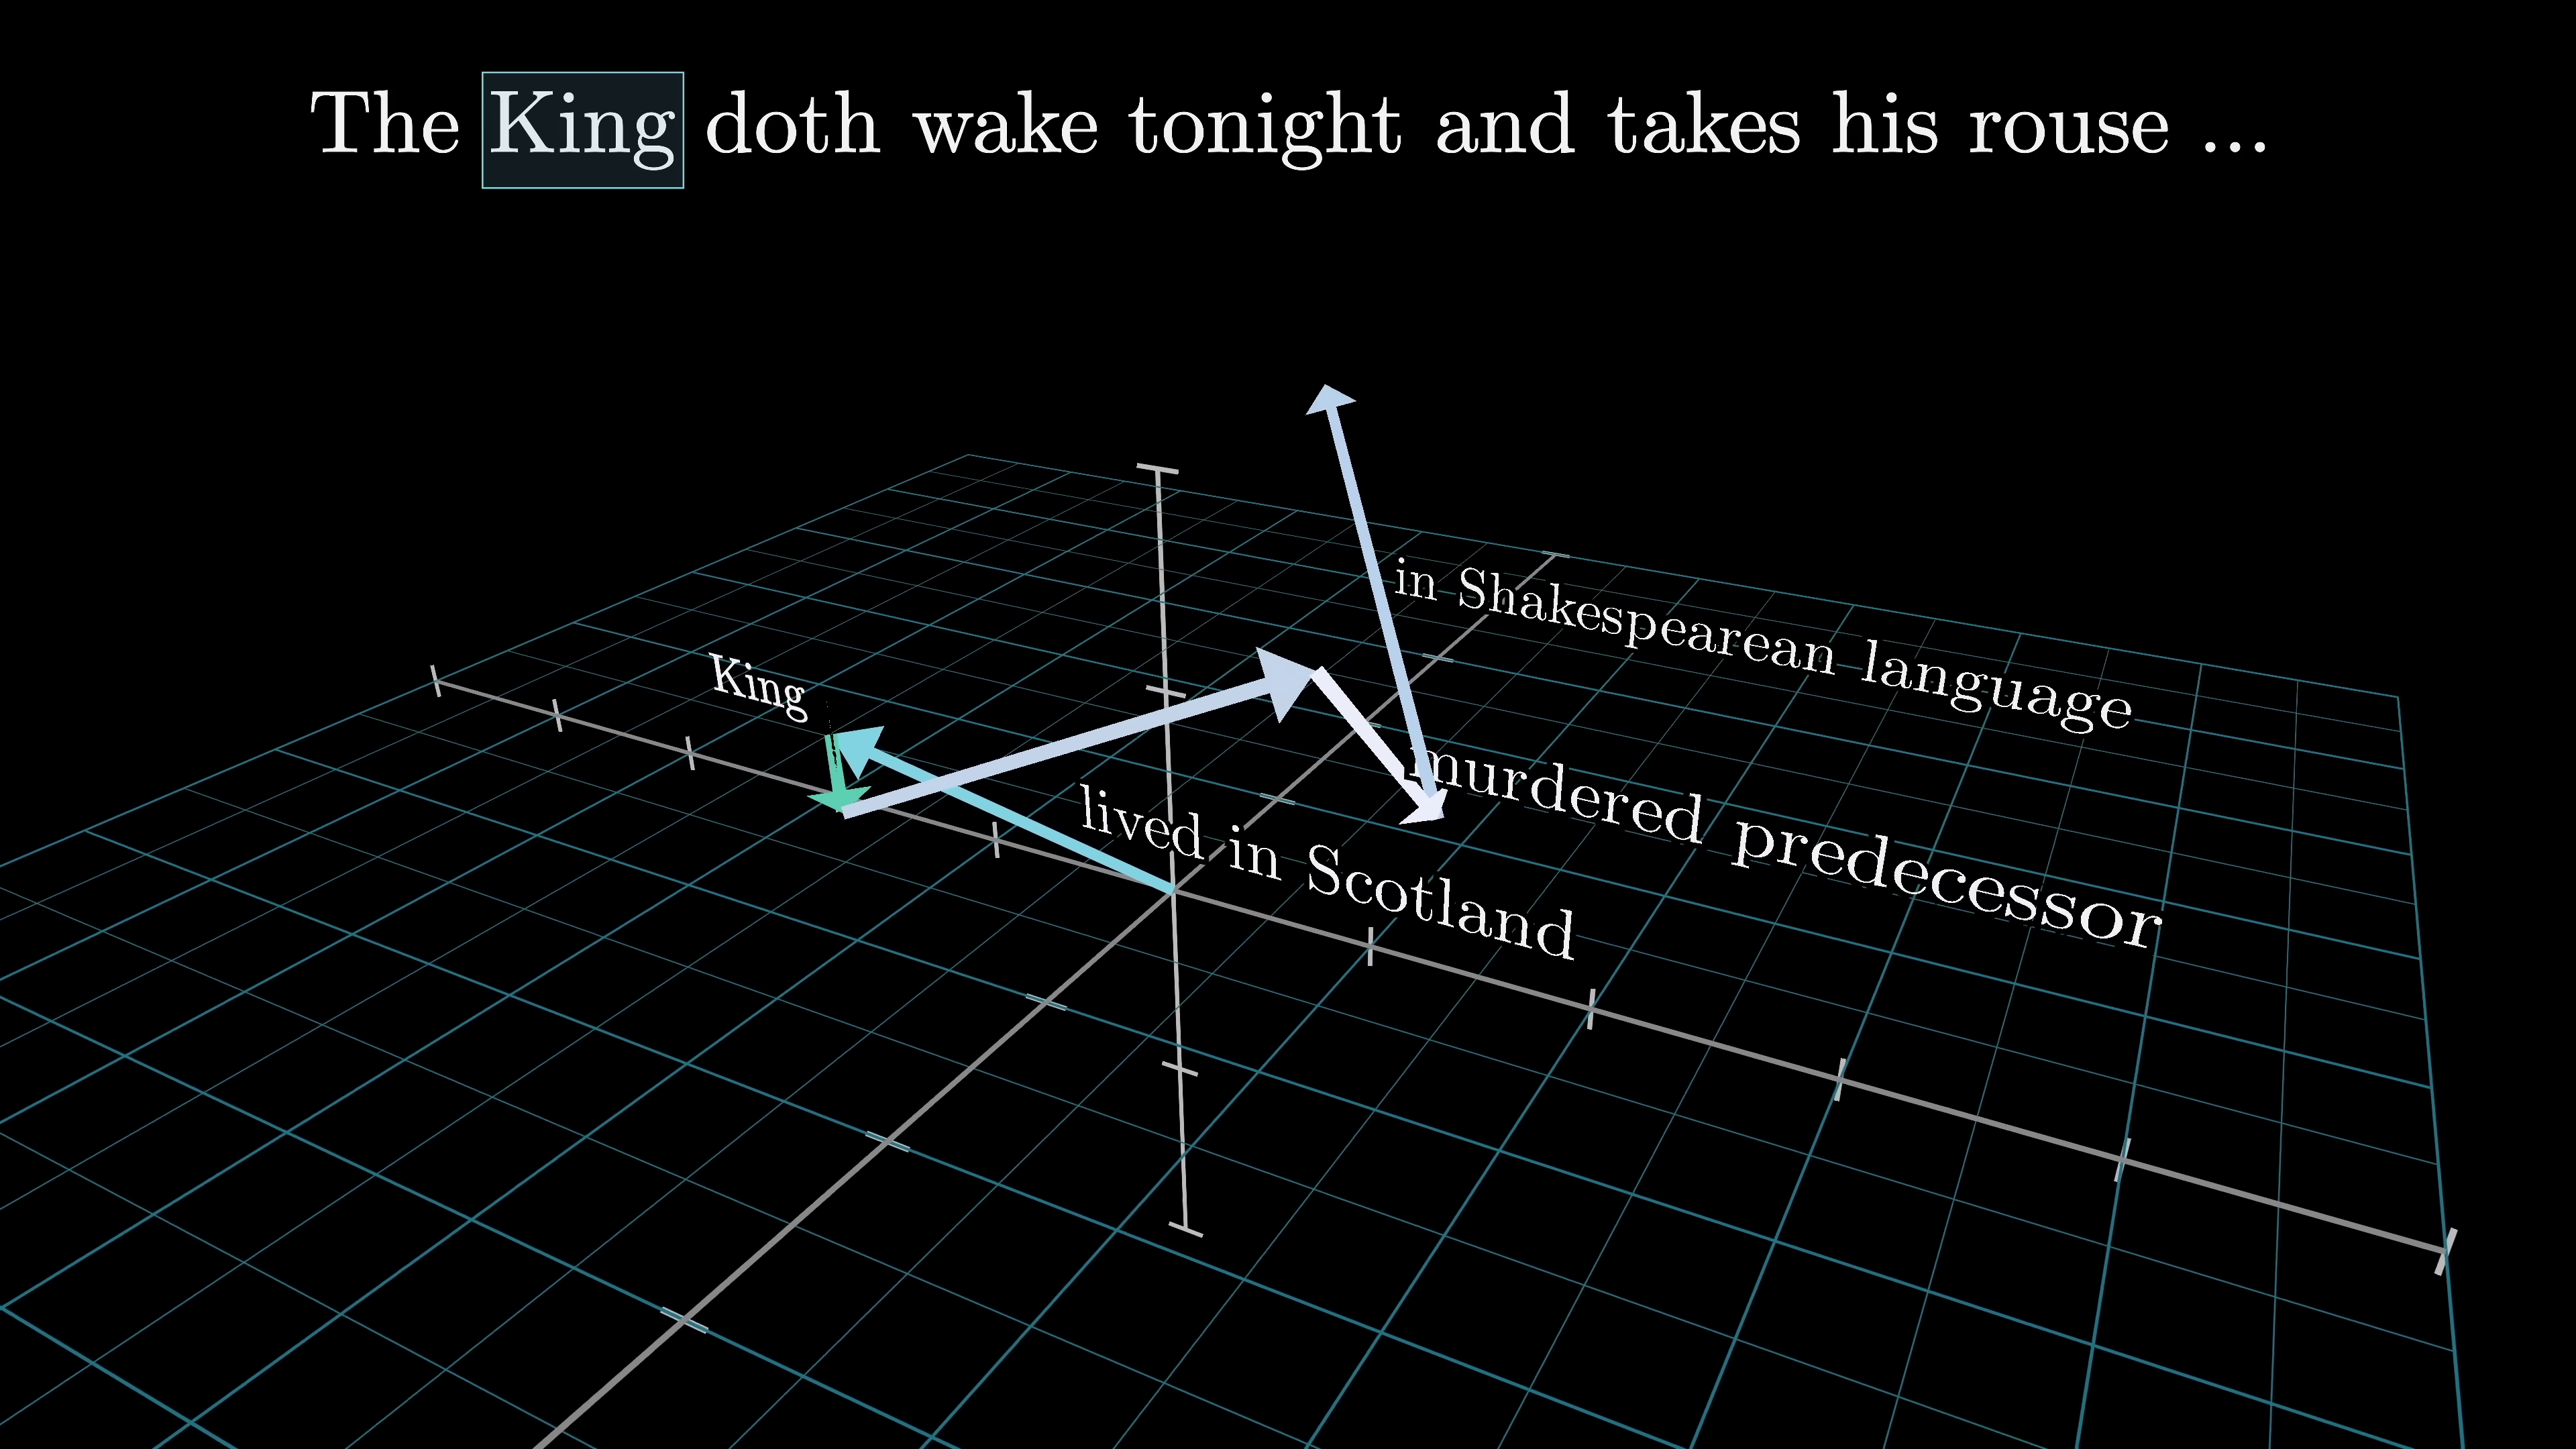 The King doth wake tonight and takes his rouse ...
in Shakespearean language
King
murdered predecessor
lived in Scotland